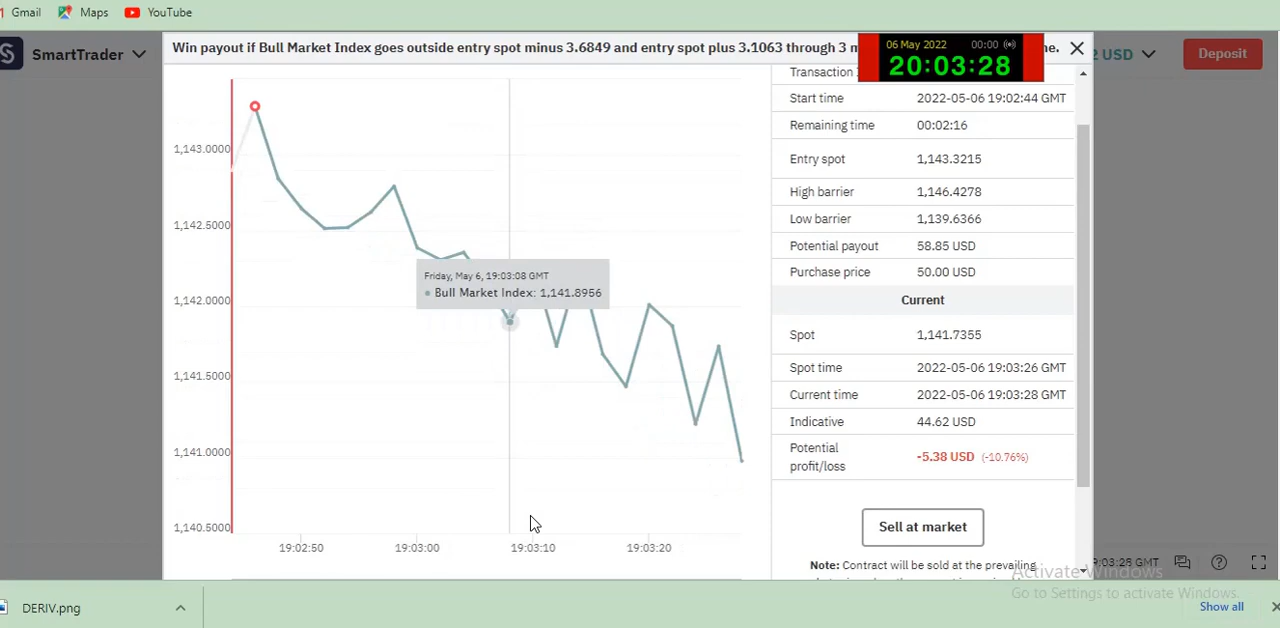 Gmail Maps YouTube
SmartTrader
Win payout if Bull Market Index goes outside entry spot minus 3.6849 and entry spot plus 3.1063 through 3
06 May 2022 00:00
20:03:28
USD
Deposit
Start time 2022-05-06 19:02:44 GMT
Remaining time 00:02:16
Entry spot 1,143.3215
High barrier 1,146.4278
Low barrier 1,139.6366
Potential payout 58.85 USD
Purchase price 50.00 USD
Current
Spot 1,141.7355
Spot time 2022-05-06 19:03:26 GMT
Current time 2022-05-06 19:03:28 GMT
Indicative 44.62 USD
Potential profit/loss -5.38 USD (-10.76%)
Sell at market
Note: Contract will be sold at the prevailing
1,143.0000
1,142.5000
1,142.0000
1,141.5000
1,141.0000
1,140.5000
Friday, May 6, 19:03:08 GMT
Bull Market Index: 1,141.8956
19:02:50 19:03:00 19:03:10 19:03:20
GMT
Activate Windows
Go to Settings to activate Windows.
DERIV.png
Show all